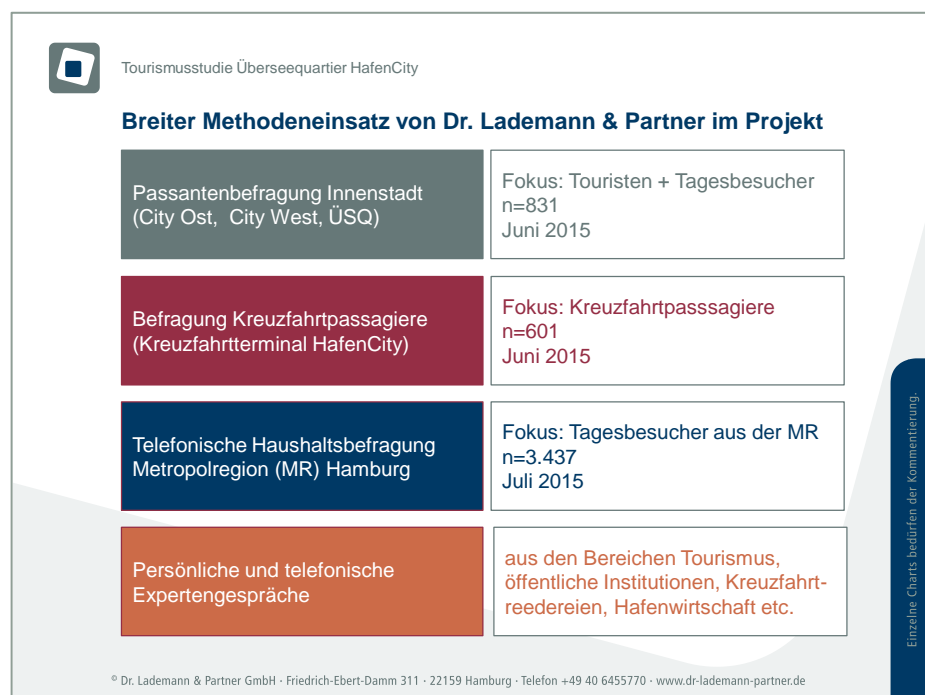 Tourismusstudie Überseequartier HafenCity
Breiter Methodeneinsatz von Dr. Lademann & Partner im Projekt
Passantenbefragung Innenstadt
(City Ost, City West, ÜSQ)
Fokus: Touristen + Tagesbesucher
n=831
Juni 2015
Befragung Kreuzfahrtpassagiere
(Kreuzfahrtterminal HafenCity)
Fokus: Kreuzfahrtpasssagiere
n=601
Juni 2015
Telefonische Haushaltsbefragung
Metropolregion (MR) Hamburg
Fokus: Tagesbesucher aus der MR
n=3.437
Juli 2015
Persönliche und telefonische
Expertengespräche
aus den Bereichen Tourismus,
öffentliche Institutionen, Kreuzfahrt-
reedereien, Hafenwirtschaft etc.
Einzelne Charts bedürfen der Kommentierung.
© Dr. Lademann & Partner GmbH · Friedrich-Ebert-Damm 311 · 22159 Hamburg · Telefon +49 40 6455770 · www.dr-lademann-partner.de